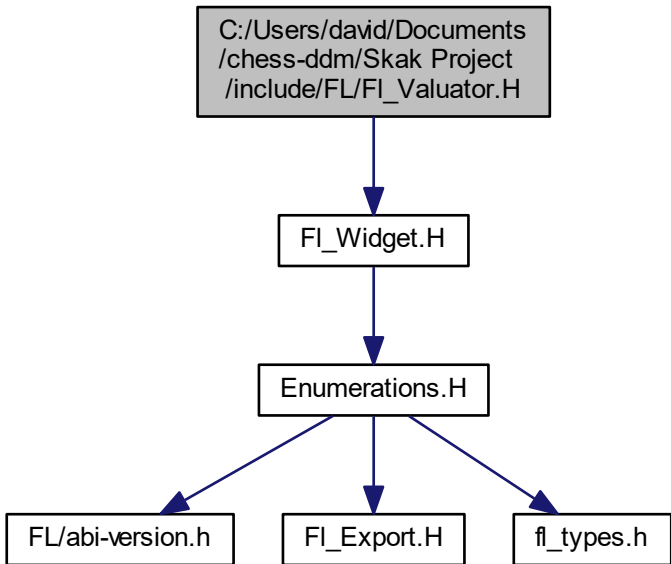 C:/Users/david/Documents
/chess-ddm/Skak Project
/include/FL/Fl_Valuator.H
Fl_Widget.H
Enumerations.H
FL/abi-version.h
Fl_Export.H
fl_types.h